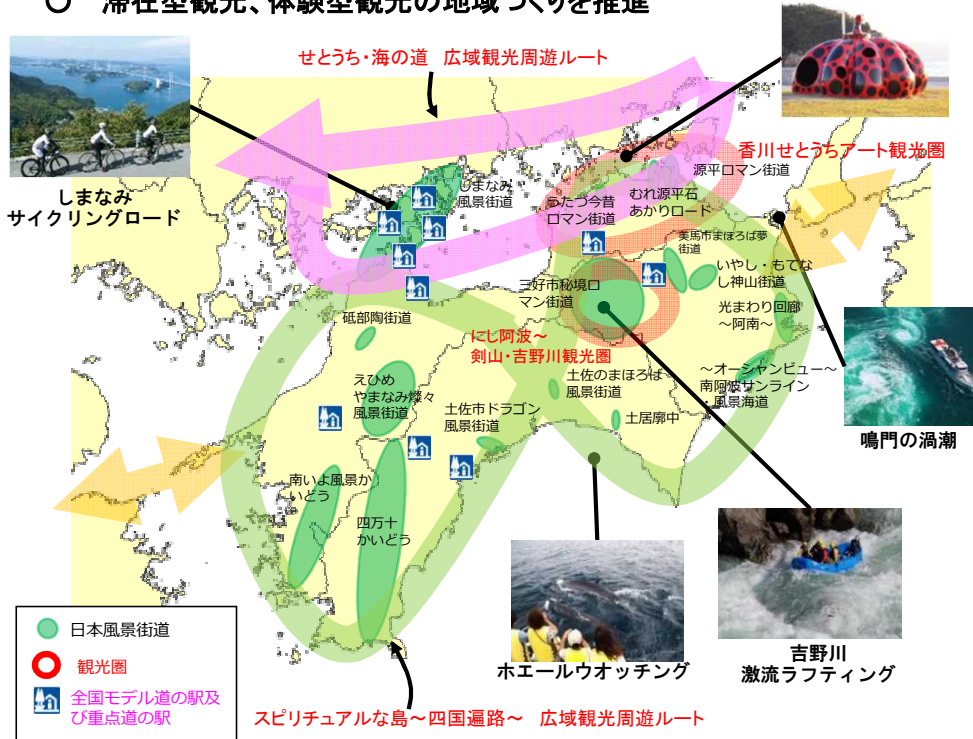 〇 滞在型観光、体験型観光の地域づくりを推進
せとうち・海の道 広域観光周遊ルート
しまなみ
サイクリングロード
香川せとうちアート観光圏
源平ロマン街道
しまなみ
風景街道
うたづ今昔
ロマン街道
むれ源平石
あかりロード
美馬市まほろば夢
街道
いやし・もてな
し神山街道
三好市秘境ロ
マン街道
光まわり回廊
～阿南～
砥部陶街道
にし阿波～
剣山・吉野川観光圏
～オーシャンビュー～
南阿波サンライン
・風景海道
えひめ
やまなみ燦々
風景街道
土佐のまほろば
風景街道
土佐市ドラゴン
風景街道
土居廓中
鳴門の渦潮
南いよ風景か
いどう
四万十
かいどう
ホエールウオッチング
吉野川
激流ラフティング
日本風景街道
観光圏
全国モデル道の駅及
び重点道の駅
スピリチュアルな島～四国遍路～ 広域観光周遊ルート